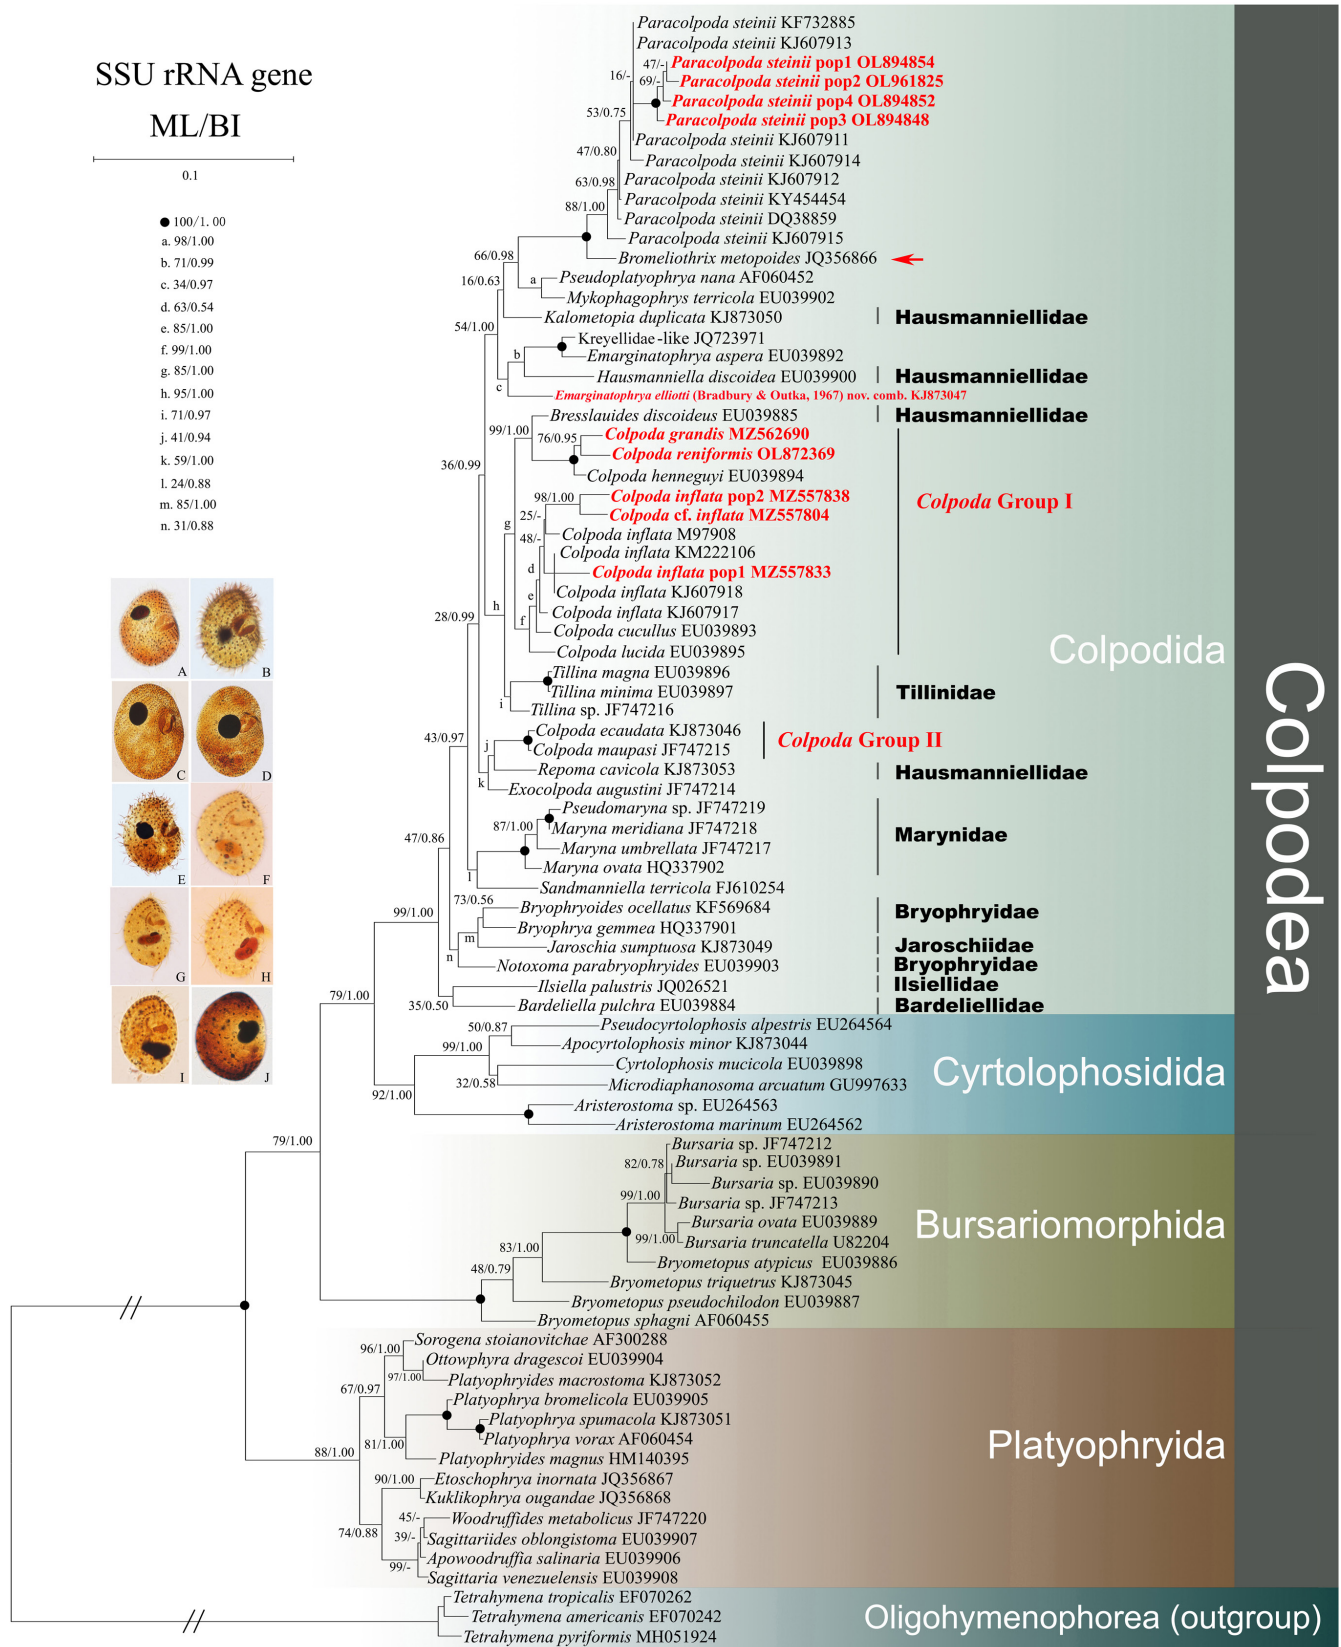 SSU rRNA gene
ML/BI
0.1
100/1.00
a. 98/1.00
b. 71/0.99
c. 34/0.97
d. 63/0.54
e. 85/1.00
f. 99/1.00
g. 85/1.00
h. 95/1.00
i. 71/0.97
j. 41/0.94
k. 59/1.00
l. 24/0.88
m. 85/1.00
n. 31/0.88
A
B
C
D
E
F
G
H
I
J
Paracolpoda steinii KF732885
Paracolpoda steinii KJ607913
47/-
Paracolpoda steinii pop1 OL894854
16/-
69/-
Paracolpoda steinii pop2 OL961825
Paracolpoda steinii pop4 OL894852
53/0.75
Paracolpoda steinii pop3 OL894848
Paracolpoda steinii KJ607911
47/0.80
Paracolpoda steinii KJ607914
63/0.98
Paracolpoda steinii KJ607912
Paracolpoda steinii KY454454
88/1.00
Paracolpoda steinii DQ38859
Paracolpoda steinii KJ607915
66/0.98
Bromeliothrix metopoides JQ356866
16/0.63
a
Pseudoplatyophrya nana AF060452
Mykophagophrys terricola EU039902
Kalometopia duplicata KJ873050
Hausmanniellidae
54/1.00
Kreyellidae-like JQ723971
b
Emarginatophrya aspera EU039892
Hausmanniella discoidea EU039900
Hausmanniellidae
c
Emarginatophrya elliotti (Bradbury & Outka, 1967) nov. comb. KJ873047
Bresslauides discoideus EU039885
Hausmanniellidae
99/1.00
76/0.95
Colpoda grandis MZ562690
Colpoda reniformis OL872369
36/0.99
Colpoda henneguyi EU039894
98/1.00
Colpoda inflata pop2 MZ557838
Colpoda Group I
25/-
Colpoda cf. inflata MZ557804
g
48/-
Colpoda inflata M97908
Colpoda inflata KM222106
d
Colpoda inflata pop1 MZ557833
e
Colpoda inflata KJ607918
h
Colpoda inflata KJ607917
28/0.99
f
Colpoda cucullus EU039893
Colpoda lucida EU039895
Colpodida
Tillina magna EU039896
Tillina minima EU039897
Tillinidae
i
Tillina sp. JF747216
Colpoda ecaudata KJ873046
43/0.97
j
Colpoda maupasi JF747215
Colpoda Group II
Repoma cavicola KJ873053
Hausmanniellidae
k
Exocolpoda augustini JF747214
Pseudomaryna sp. JF747219
87/1.00
Maryna meridiana JF747218
Marynidae
47/0.86
Maryna umbrellata JF747217
Maryna ovata HQ337902
l
Sandmanniella terricola FJ610254
73/0.56
Bryophryoides ocellatus KF569684
Bryophryidae
99/1.00
Bryophrya gemmea HQ337901
m
Jaroschia sumptuosa KJ873049
Jaroschiidae
n
Notoxoma parabryophryides EU039903
Bryophryidae
Ilsiella palustris JQ026521
Ilsiellidae
79/1.00
35/0.50
Bardeliella pulchra EU039884
Bardeliellidae
Colpodea
50/0.87
Pseudocyrtolophosis alpestris EU264564
99/1.00
Apocyrtolophosis minor KJ873044
Cyrtolophosis mucicola EU039898
Cyrtolophosidida
32/0.58
Microdiaphanosoma arcuatum GU997633
92/1.00
Aristerostoma sp. EU264563
Aristerostoma marinum EU264562
79/1.00
Bursaria sp. JF747212
82/0.78
Bursaria sp. EU039891
Bursaria sp. EU039890
99/1.00
Bursaria sp. JF747213
Bursaria ovata EU039889
Bursariomorphida
99/1.00
Bursaria truncatella U82204
83/1.00
Bryometopus atypicus EU039886
48/0.79
Bryometopus triquetrus KJ873045
Bryometopus pseudochilodon EU039887
Bryometopus sphagni AF060455
96/1.00
Sorogena stoianovitchae AF300288
Ottowphyra dragescoi EU039904
97/1.00
Platyophryides macrostoma KJ873052
67/0.97
Platyophrya bromelicola EU039905
Platyophrya spumacola KJ873051
81/1.00
Platyophrya vorax AF060454
Platyophryida
88/1.00
Platyophryides magnus HM140395
90/1.00
Etoschophrya inornata JQ356867
Kuklikophrya ougandae JQ356868
45/-
Woodruffides metabolicus JF747220
74/0.88
39/-
Sagittariides oblongistoma EU039907
Apowoodruffia salinaria EU039906
99/-
Sagittaria venezuelensis EU039908
Tetrahymena tropicalis EF070262
Tetrahymena americanis EF070242
Oligohymenophorea (outgroup)
Tetrahymena pyriformis MH051924